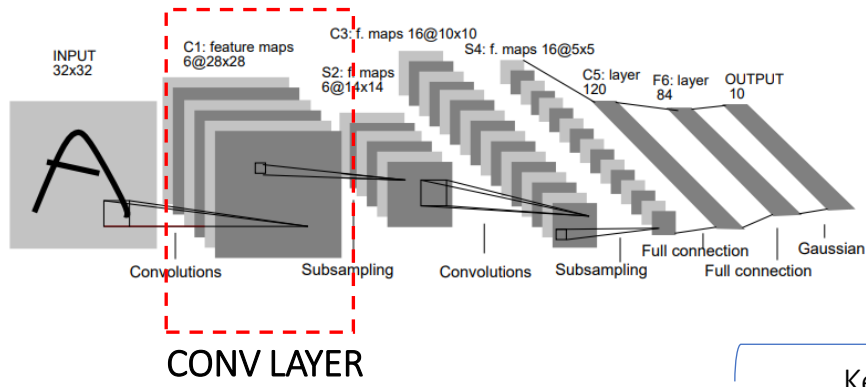 INPUT
32x32
C1: feature maps
6@28x28
S2: f. maps
6@14x14
C3: f. maps 16@10x10
S4: f. maps 16@5x5
C5: layer
120
F6: layer
84
OUTPUT
10
Convolutions
Subsampling
Convolutions
Subsampling
Full connection
Full connection
Gaussian
CONV LAYER